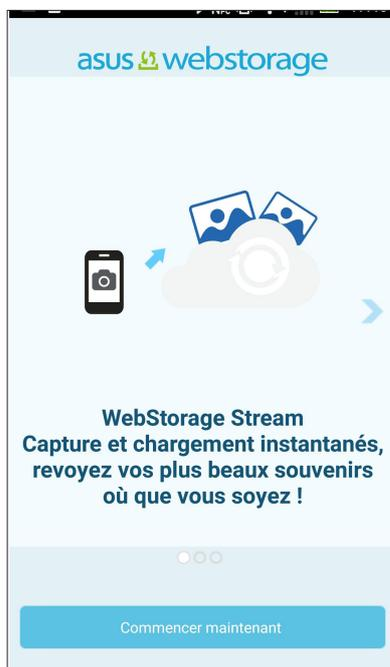 asus webstorage
WebStorage Stream
Capture et chargement instantanés,
revoyez vos plus beaux souvenirs
où que vous soyez !
Commencer maintenant